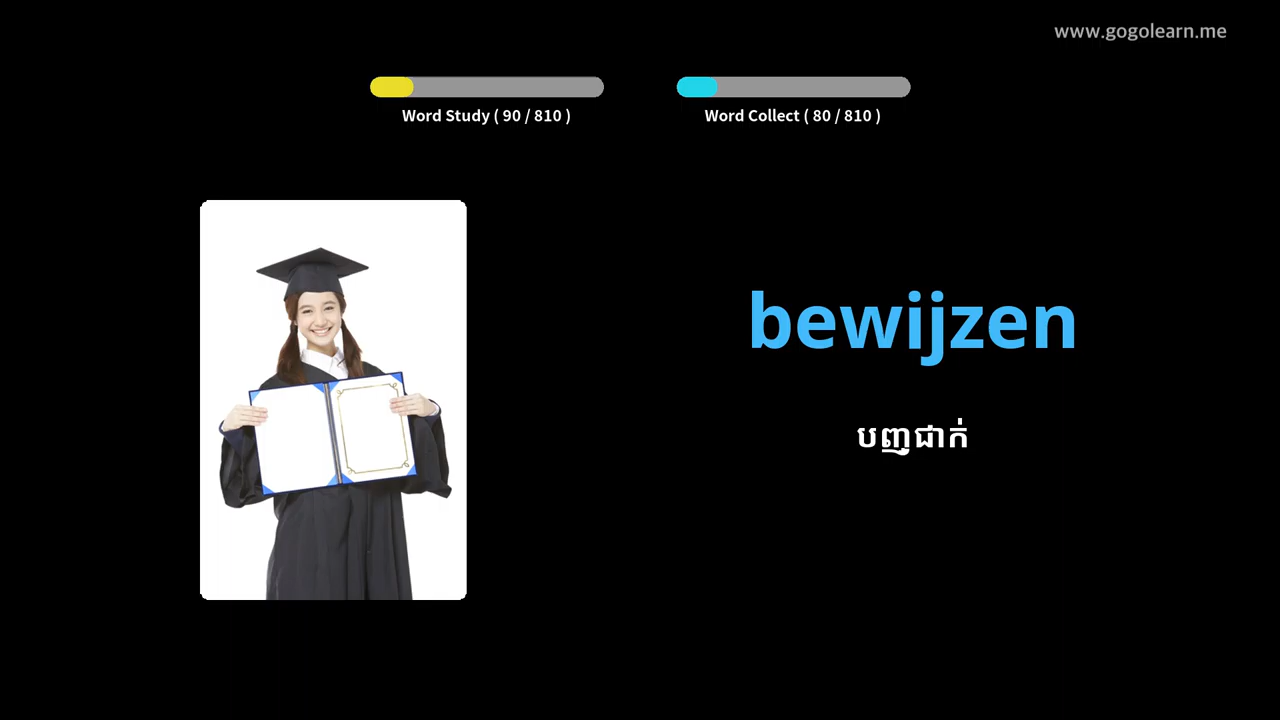 www.gogolearn.me
Word Study ( 90 / 810 )
Word Collect ( 80 / 810 )
bewijzen
បញ្ជាក់